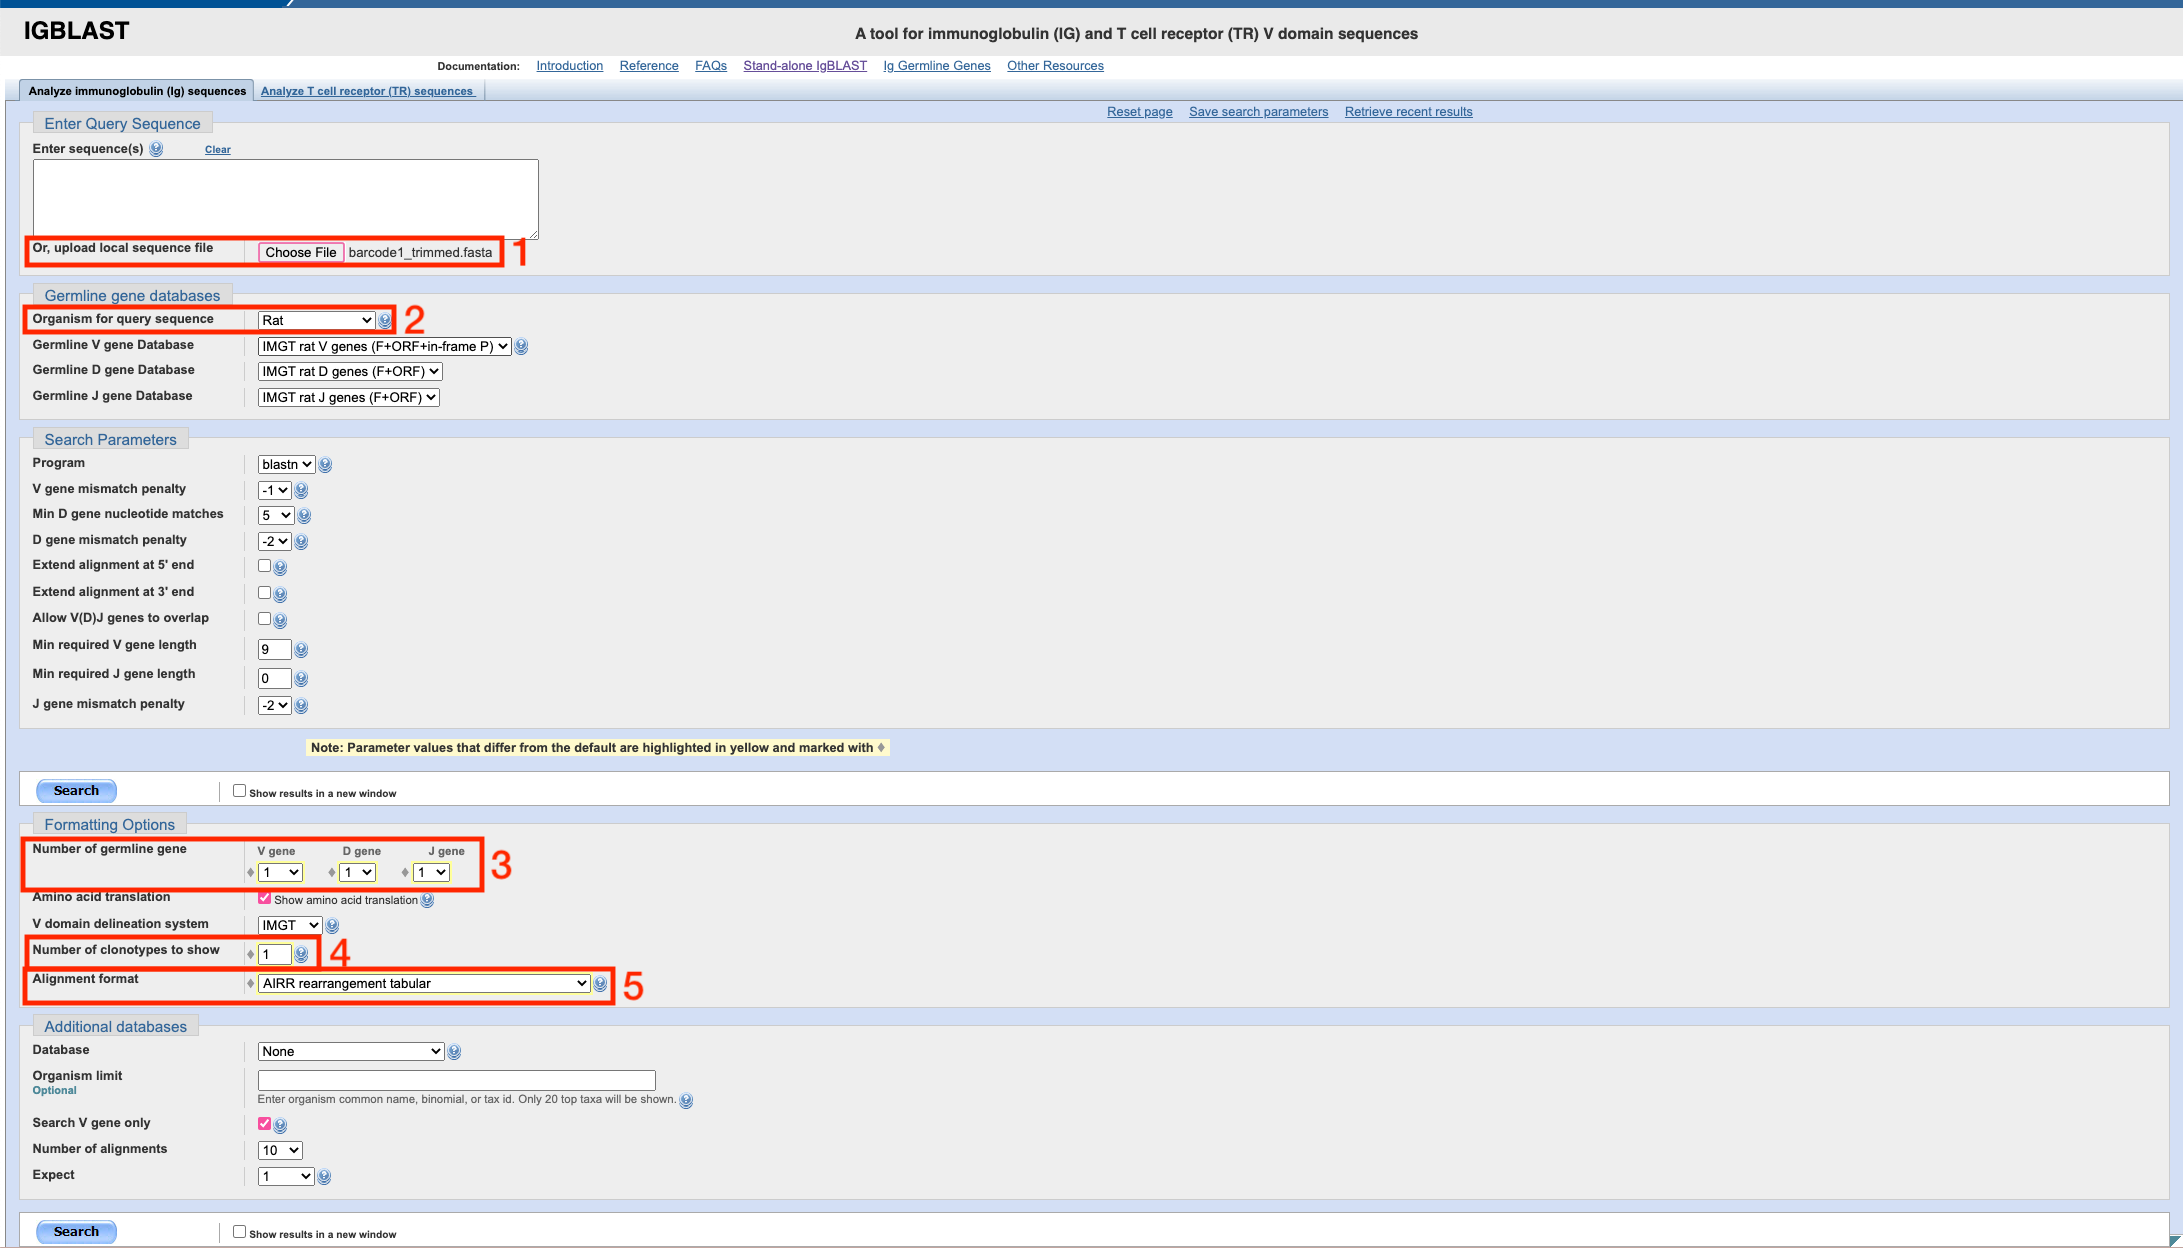 IGBLAST
A tool for immunoglobulin (IG) and T cell receptor (TR) V domain sequences
Documentation: Introduction Reference FAQs Stand-alone IgBLAST Ig Germline Genes Other Resources
Analyze immunoglobulin (Ig) sequences Analyze T cell receptor (TR) sequences
Reset page Save search parameters Retrieve recent results
Enter Query Sequence
Enter sequence(s) Clear
Or, upload local sequence file Choose File barcode1_trimmed.fasta 1
Germline gene databases
Organism for query sequence Rat 2
Germline V gene Database IMGT rat V genes (F+ORF+in-frame P)
Germline D gene Database IMGT rat D genes (F+ORF)
Germline J gene Database IMGT rat J genes (F+ORF)
Search Parameters
Program blastn
V gene mismatch penalty -1
Min D gene nucleotide matches 5
D gene mismatch penalty -2
Extend alignment at 5' end
Extend alignment at 3' end
Allow V(D)J genes to overlap
Min required V gene length 9
Min required J gene length 0
J gene mismatch penalty -2
Note: Parameter values that differ from the default are highlighted in yellow and marked with ♦
Search Show results in a new window
Formatting Options
Number of germline gene V gene D gene J gene
♦ 1 ♦ 1 ♦ 1 3
Amino acid translation Show amino acid translation
V domain delineation system IMGT
Number of clonotypes to show ♦ 1 4
Alignment format ♦ AIRR rearrangement tabular 5
Additional databases
Database None
Organism limit
Optional
Enter organism common name, binomial, or tax id. Only 20 top taxa will be shown.
Search V gene only
Number of alignments 10
Expect 1
Search Show results in a new window